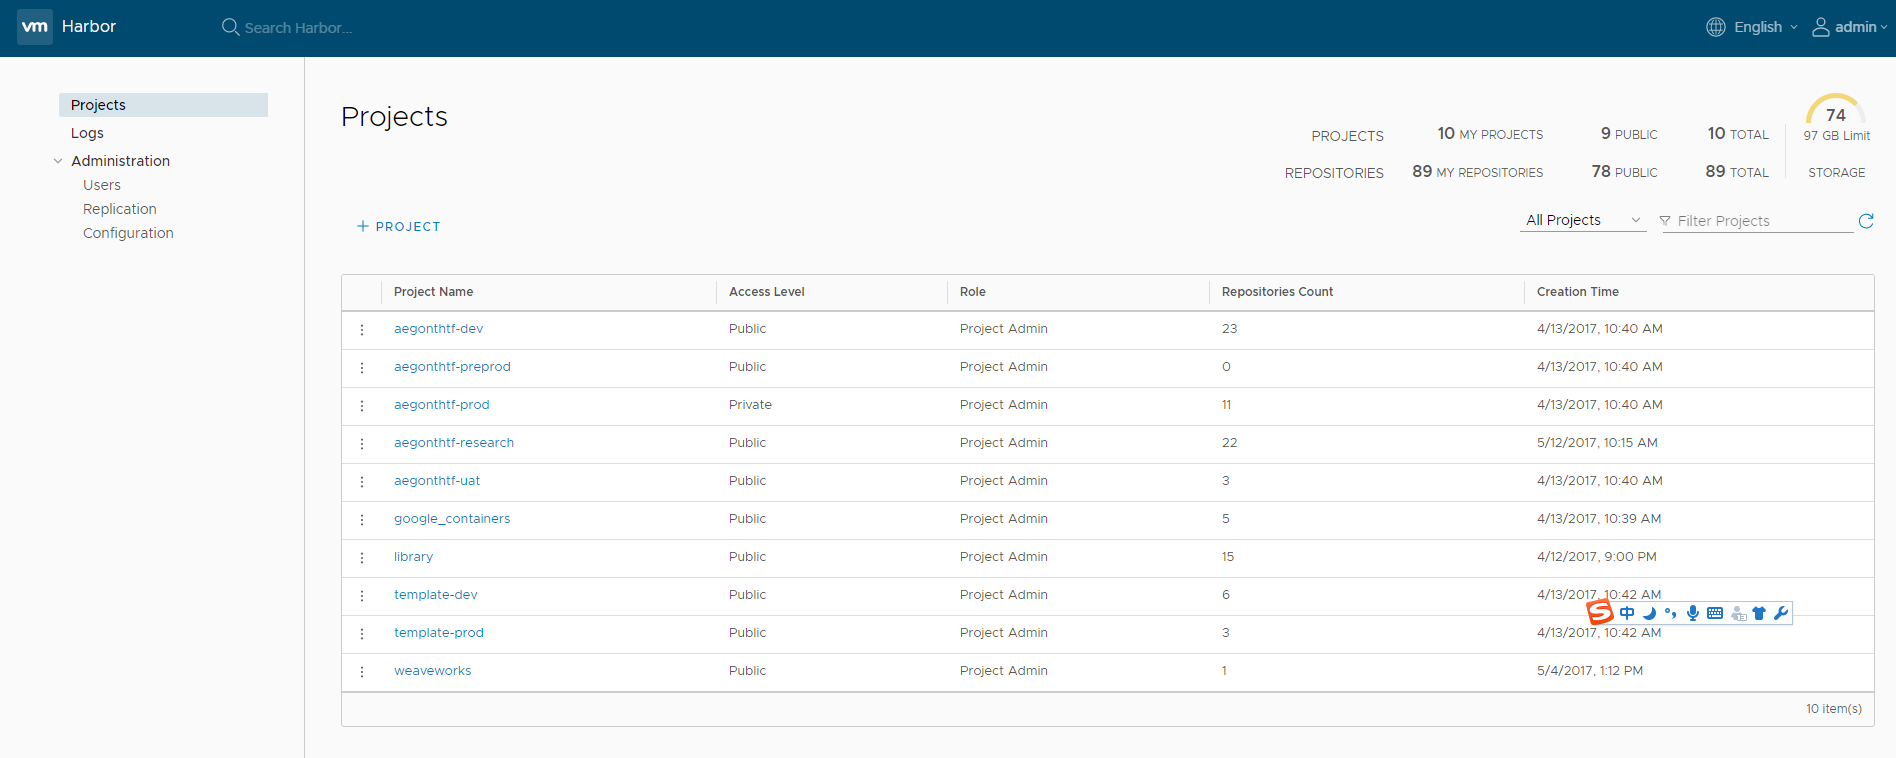 vm Harbor Search Harbor... English admin
Projects
Logs
Administration
Users
Replication
Configuration
Projects
PROJECTS 10 MY PROJECTS 9 PUBLIC 10 TOTAL
REPOSITORIES 89 MY REPOSITORIES 78 PUBLIC 89 TOTAL
74
97 GB Limit
STORAGE
+ PROJECT All Projects Filter Projects
Project Name Access Level Role Repositories Count Creation Time
aegonthtf-dev Public Project Admin 23 4/13/2017, 10:40 AM
aegonthtf-preprod Public Project Admin 0 4/13/2017, 10:40 AM
aegonthtf-prod Private Project Admin 11 4/13/2017, 10:40 AM
aegonthtf-research Public Project Admin 22 5/12/2017, 10:15 AM
aegonthtf-uat Public Project Admin 3 4/13/2017, 10:40 AM
google_containers Public Project Admin 5 4/13/2017, 10:39 AM
library Public Project Admin 15 4/12/2017, 9:00 PM
template-dev Public Project Admin 6 4/13/2017, 10:42 AM
S 中
template-prod Public Project Admin 3 4/13/2017, 10:42 AM
weaveworks Public Project Admin 1 5/4/2017, 1:12 PM
10 item(s)